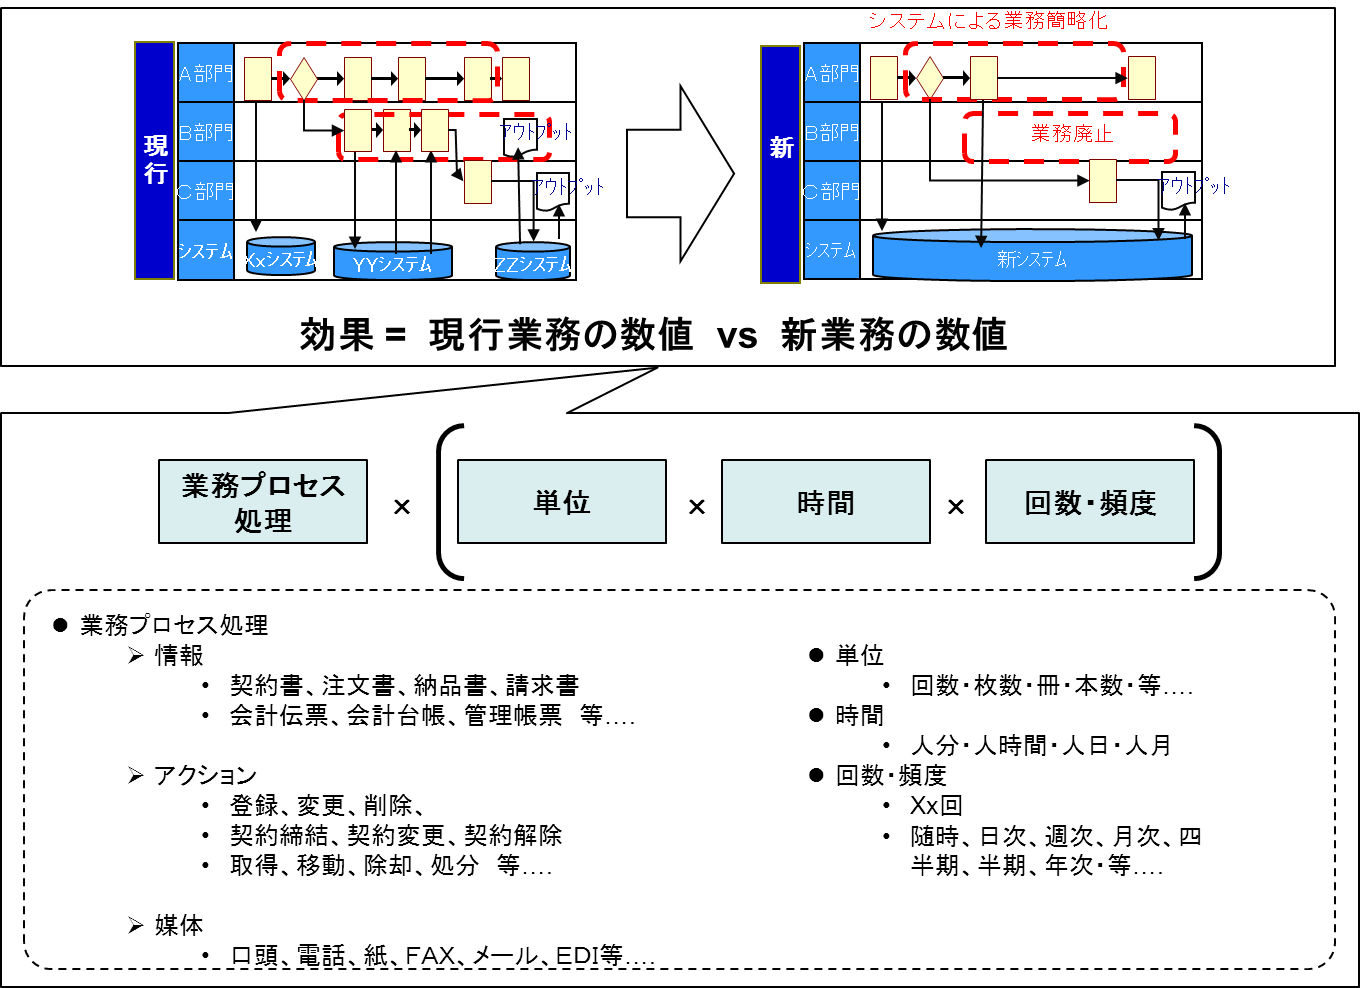 システムによる業務簡略化
現行
A部門
B部門
C部門
システム
アウトプット
アウトプット
Xxシステム
YYシステム
ZZシステム
新
A部門
B部門
C部門
システム
業務廃止
アウトプット
新システム
効果＝ 現行業務の数値 vs 新業務の数値
業務プロセス
処理
×
単位
×
時間
×
回数・頻度
● 業務プロセス処理
➢ 情報
• 契約書、注文書、納品書、請求書
• 会計伝票、会計台帳、管理帳票 等….
➢ アクション
• 登録、変更、削除、
• 契約締結、契約変更、契約解除
• 取得、移動、除却、処分 等….
➢ 媒体
• 口頭、電話、紙、FAX、メール、EDI等….
● 単位
• 回数・枚数・冊・本数・等….
● 時間
• 人分・人時間・人日・人月
● 回数・頻度
• Xx回
• 随時、日次、週次、月次、四
半期、半期、年次・等….